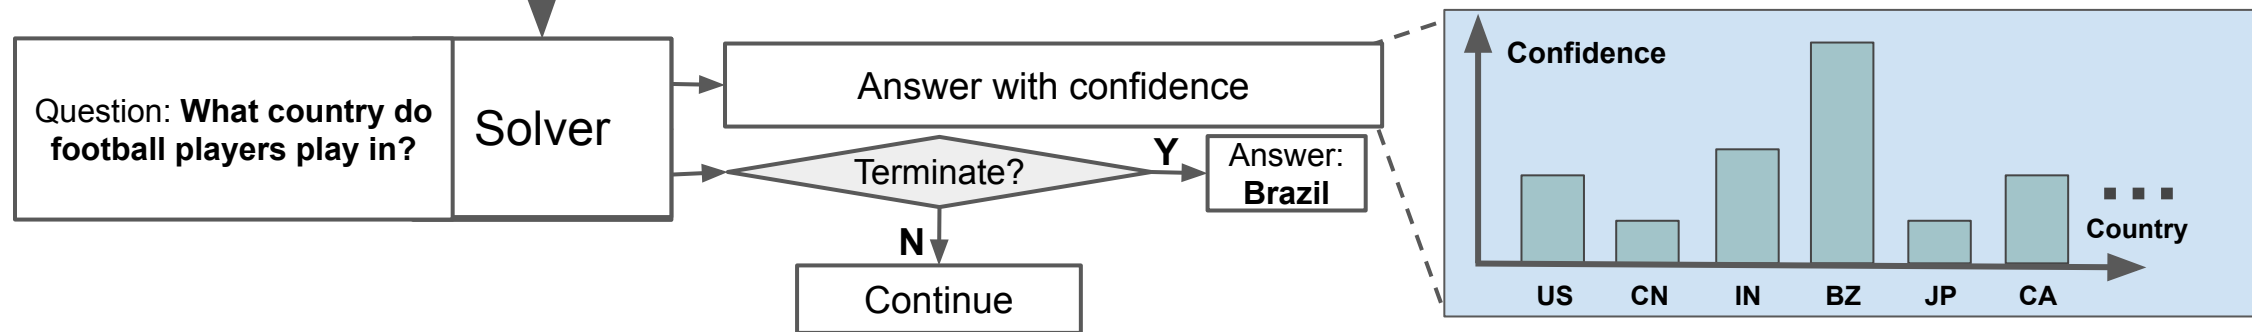 Question: What country do
football players play in?
Solver
Answer with confidence
Terminate?
Y
Answer:
Brazil
N
Continue
Confidence
Country
US CN IN BZ JP CA